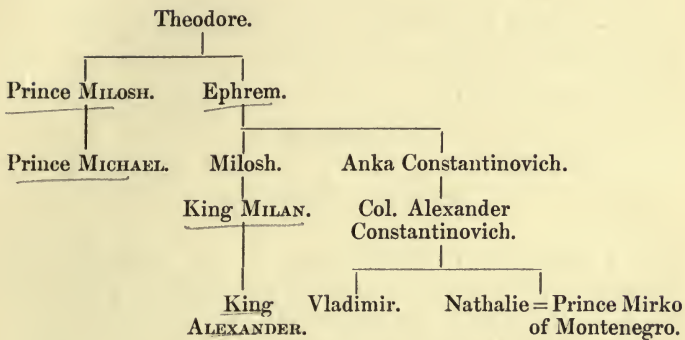 Theodore.
Prince MILOSH. Ephrem.
Prince MICHAEL. Milosh. Anka Constantinovich.
King MILAN. Col. Alexander
Constantinovich.
King Vladimir. Nathalie=Prince Mirko
ALEXANDER. of Montenegro.